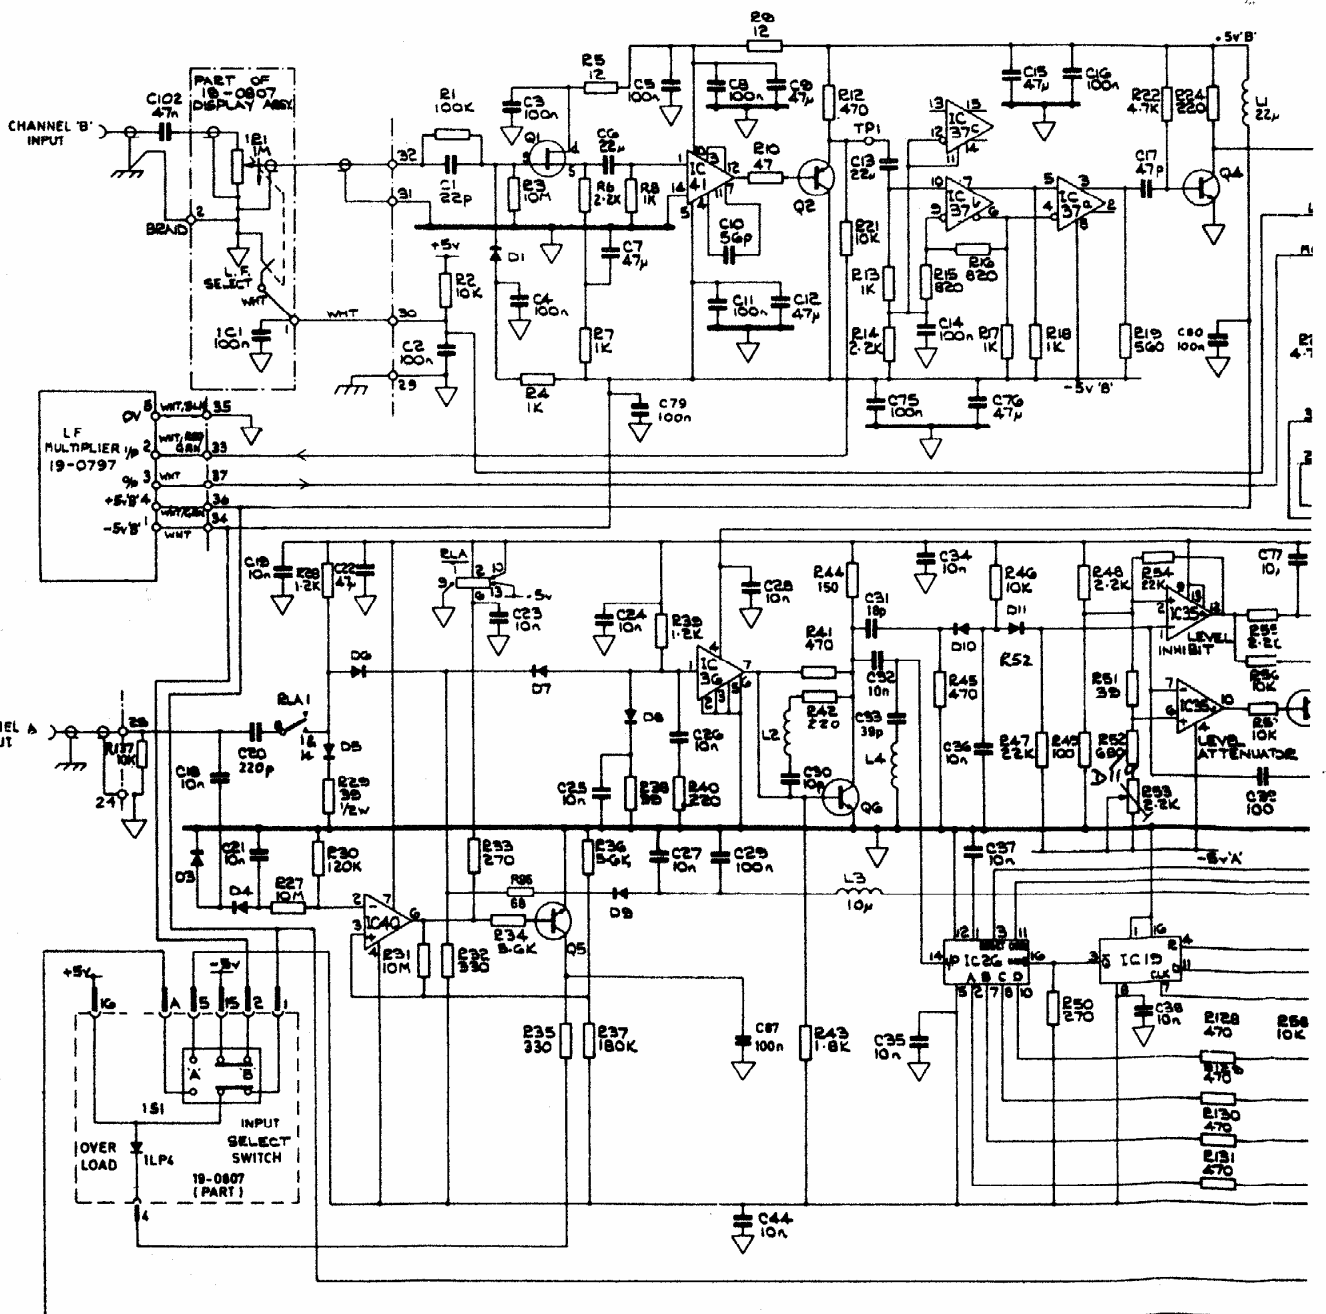 R9
12
+5v'B'
PART OF
19-0807
DISPLAY ASSY.
C102
47n
CHANNEL 'B'
INPUT
1R1
1M
2
BRAID
L.F.
SELECT
WHT
1C1
100n
WHT
R1
100K
C1
22p
32
31
30
29
+5v
R2
10K
C2
100n
C3
100n
R5
12
Q1
R3
10M
D1
C4
100n
C6
22µ
R6
2.2K
R8
1K
C7
47µ
R7
1K
R4
1K
C5
100n
C8
100n
C9
47µ
IC
41
C10
56p
R10
47
Q2
R12
470
TP1
C13
22µ
R21
10K
C11
100n
C12
47µ
R13
1K
R14
2.2K
IC
37C
IC
37
IC
37
R15
820
R16
820
C14
100n
R17
1K
R18
1K
C15
47µ
C16
100n
R22
4.7K
R24
220
L1
22µ
C17
47p
Q4
R19
560
C80
100n
-5v'B'
C75
100n
C76
47µ
C79
100n
LF
MULTIPLIER
19-0797
0V 5 WHT/BLK 35
I/P 2 WHT/RED GRN 33
O/P 3 WHT 37
+5v'B' 4 36
WHT/GRN
-5v'B' 1 WHT 34
C19
10n
R28
1.2K
C22
47µ
RLA
-5v
C23
10n
C24
10n
R39
1.2K
C28
10n
R44
150
C31
18p
C34
10n
R46
10K
D11
R48
2.2K
R54
22K
IC35
LEVEL
INHIBIT
C77
R41
470
D10
R52
D6
D7
IC
36
D8
C32
10n
R42
220
L2
C33
39p
L4
R45
470
R51
39
IC35
LEVEL
ATTENUATOR
10K
10K
RLA1
28
R137
10K
24
C18
10n
C20
220p
D5
R29
39
1/2W
C25
10n
R38
39
C26
10n
R40
220
C30
10p
Q6
C36
10n
R47
22K
R49
100
R52
680
R53
2.2K
100
-5v'A'
C21
10n
D3
D4
R27
10M
R30
120K
R33
270
R36
5.6K
C27
10n
C29
100n
L3
10µ
C37
10n
R95
68
D9
IC40
R34
5.6K
Q5
R31
10M
R32
330
IC26
A B C D
IC19
CLK
R50
270
C38
10n
R35
330
R37
180K
C87
100n
R43
1.8K
C35
10n
R128
470
10K
470
R130
470
R131
470
+5v
-5v
16
A
5
15
2
1
'A'
'B'
1S1
OVER
LOAD
1LP4
INPUT
SELECT
SWITCH
19-0807
(PART)
4
C44
10n